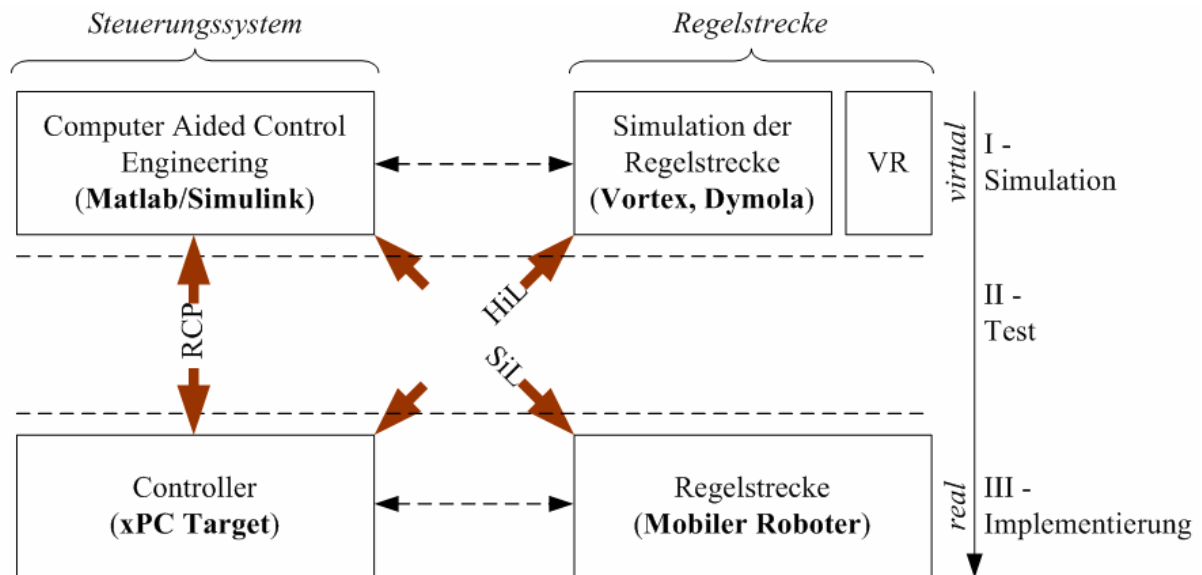 Steuerungssystem
Regelstrecke
Computer Aided Control
Engineering
(Matlab/Simulink)
Simulation der
Regelstrecke
(Vortex, Dymola)
VR
virtual
I -
Simulation
RCP
HiL
SiL
II -
Test
Controller
(xPC Target)
Regelstrecke
(Mobiler Roboter)
real
III -
Implementierung